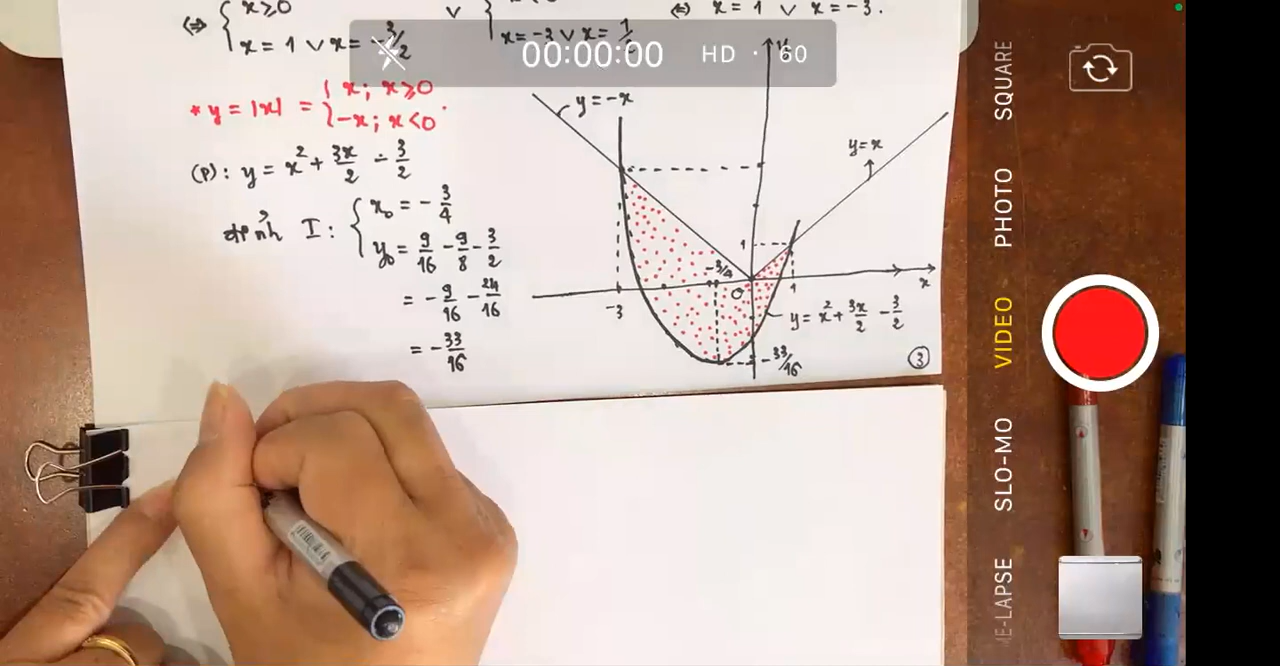 ⇔ { x ⩾ 0
x = 1 ∨ x = -3/2
∨ {
x = -3 ∨ x =
⇔ x = 1 ∨ x = -3.
00:00:00 HD · 60
* y = |x| = { x ; x ⩾ 0
-x ; x < 0 .
(P) : y = x² + 3x/2 - 3/2
đỉnh I : { x₀ = -3/4
y₀ = 9/16 - 9/8 - 3/2
= -9/16 - 24/16
= -33/16
y
y = -x
y = x
1
-3/4
O
1
x
-3
y = x² + 3x/2 - 3/2
-33/16
③
SQUARE
PHOTO
VIDEO
SLO-MO
E-LAPSE